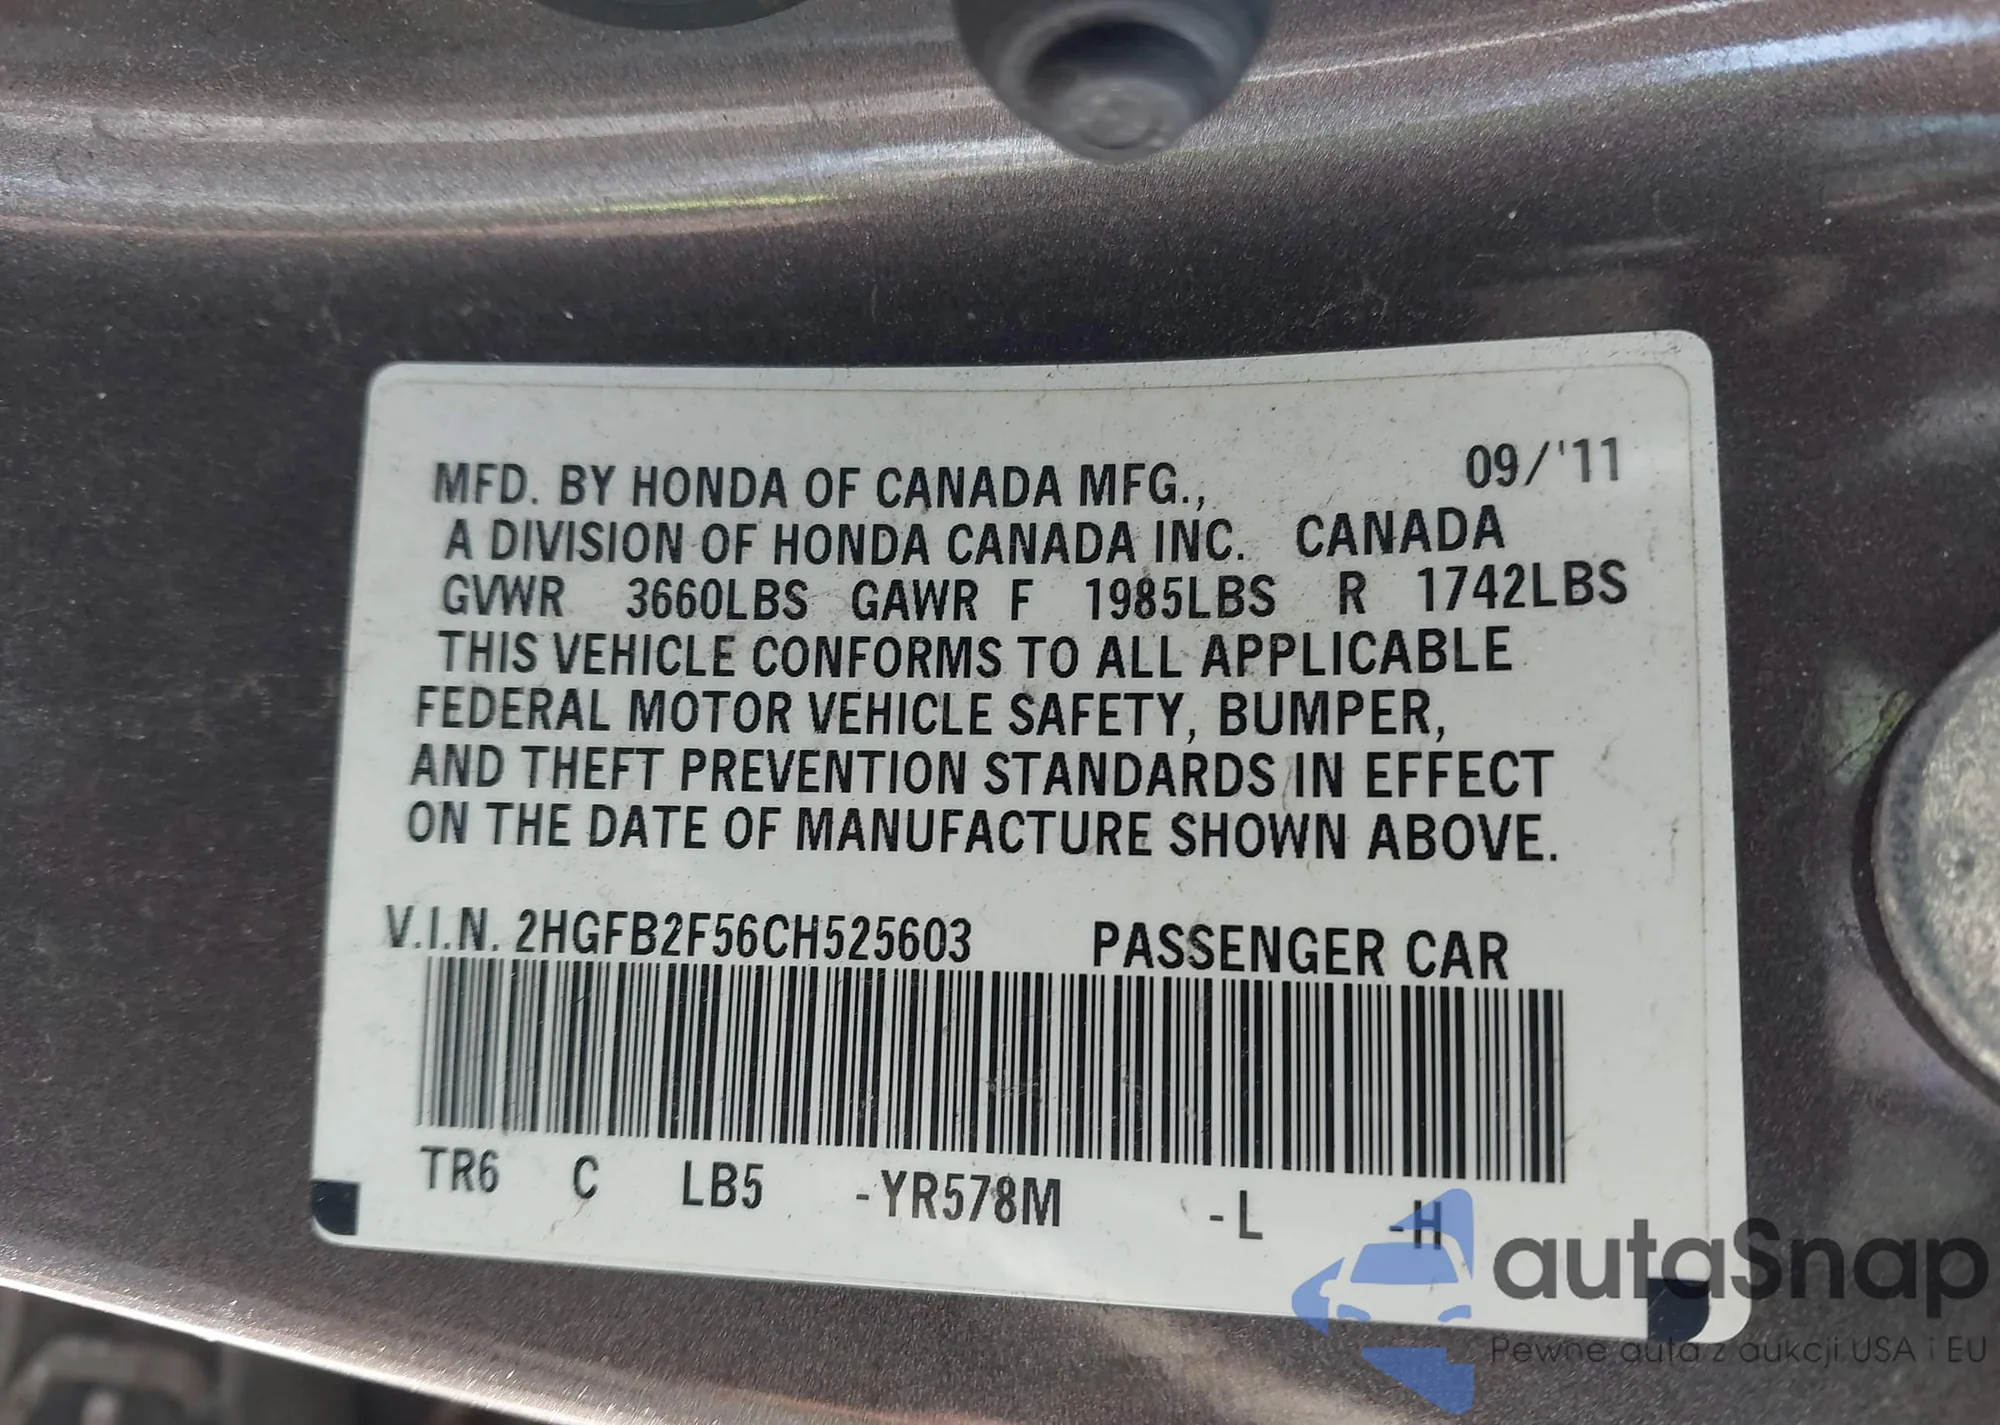 MFD. BY HONDA OF CANADA MFG., 09/'11
A DIVISION OF HONDA CANADA INC. CANADA
GVWR 3660LBS GAWR F 1985LBS R 1742LBS
THIS VEHICLE CONFORMS TO ALL APPLICABLE
FEDERAL MOTOR VEHICLE SAFETY, BUMPER,
AND THEFT PREVENTION STANDARDS IN EFFECT
ON THE DATE OF MANUFACTURE SHOWN ABOVE.
V.I.N. 2HGFB2F56CH525603 PASSENGER CAR
TR6 C LB5 -YR578M -L -H
autaSnap
Pewne auta z aukcji USA i EU